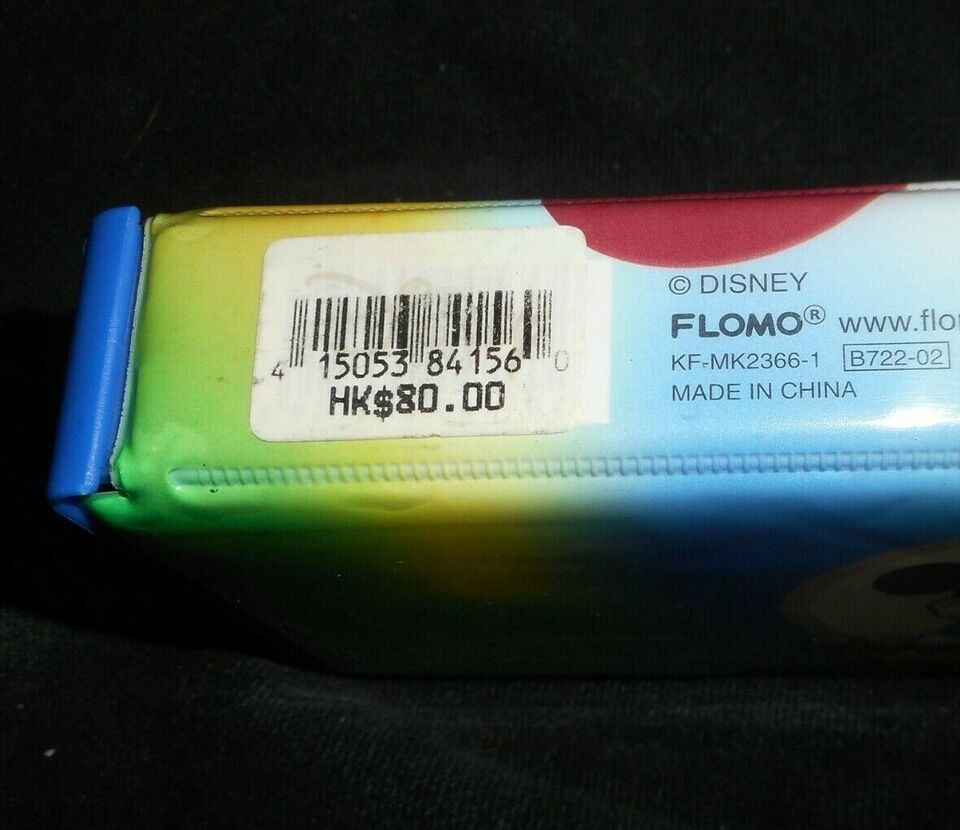 4 15053 84156 0
HK$80.00
© DISNEY
FLOMO® www.flo
KF-MK2366-1 B722-02
MADE IN CHINA